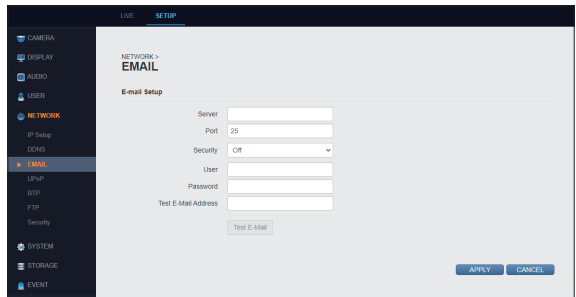 LIVE SETUP
CAMERA
DISPLAY
AUDIO
USER
NETWORK
IP Setup
DDNS
EMAIL
UPnP
RTP
FTP
Security
SYSTEM
STORAGE
EVENT
NETWORK >
EMAIL
E-mail Setup
Server
Port 25
Security Off
User
Password
Test E-Mail Address
Test E-Mail
APPLY CANCEL